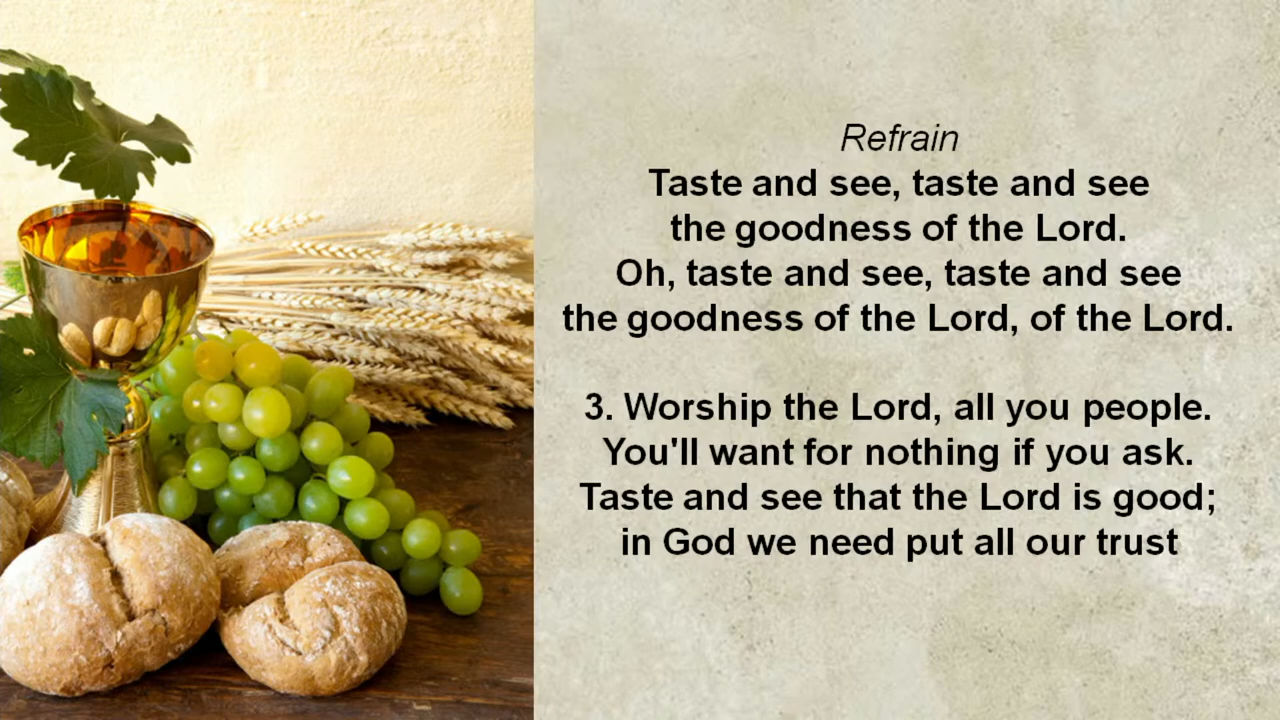 Refrain
Taste and see, taste and see
the goodness of the Lord.
Oh, taste and see, taste and see
the goodness of the Lord, of the Lord.
3. Worship the Lord, all you people.
You'll want for nothing if you ask.
Taste and see that the Lord is good;
in God we need put all our trust